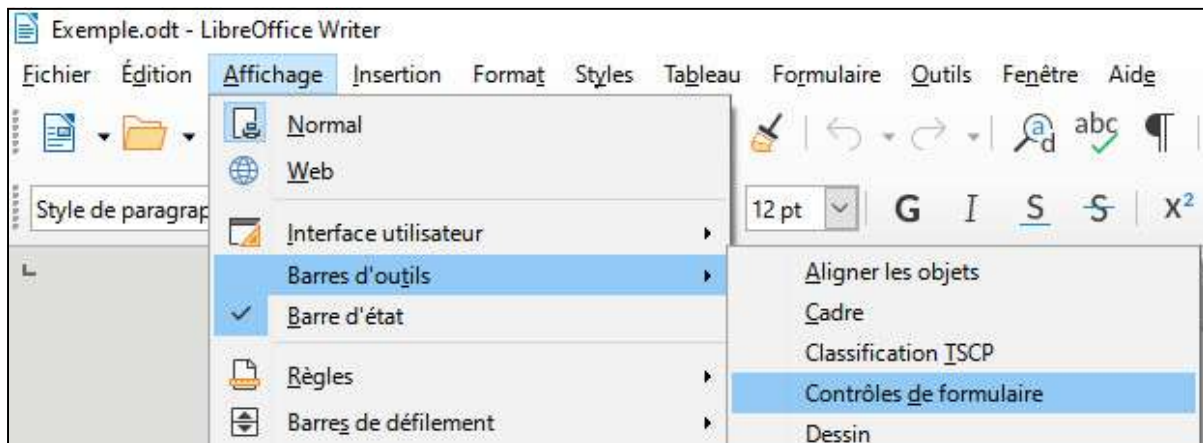 Exemple.odt - LibreOffice Writer
Fichier Édition Affichage Insertion Format Styles Tableau Formulaire Outils Fenêtre Aide
Normal
Web
Style de paragrap
12 pt G I S S X²
Interface utilisateur
Barres d'outils
Barre d'état
Règles
Barres de défilement
Aligner les objets
Cadre
Classification TSCP
Contrôles de formulaire
Dessin